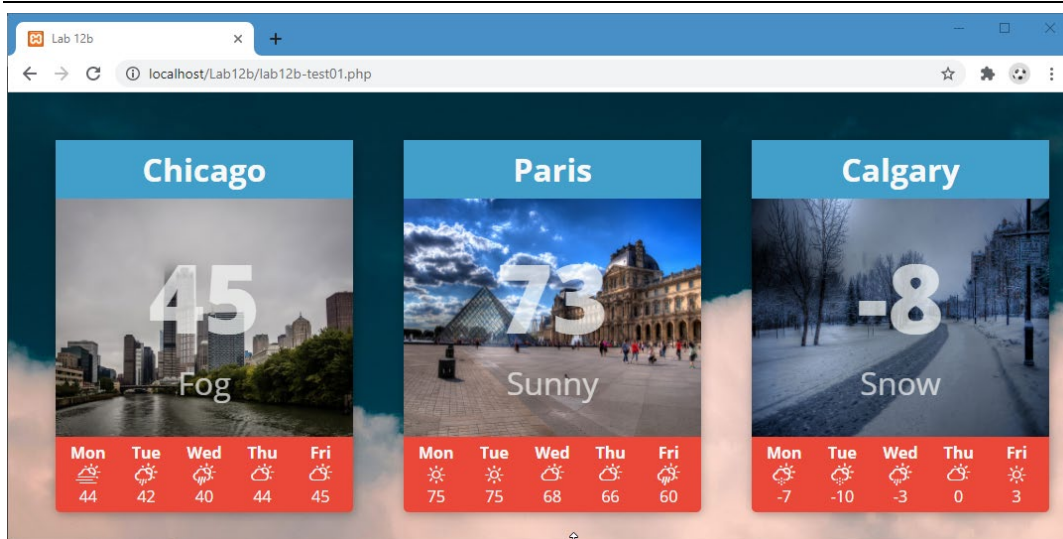 Lab 12b
localhost/Lab12b/lab12b-test01.php
Chicago
45
Fog
Mon Tue Wed Thu Fri
44 42 40 44 45
Paris
73
Sunny
Mon Tue Wed Thu Fri
75 75 68 66 60
Calgary
-8
Snow
Mon Tue Wed Thu Fri
-7 -10 -3 0 3